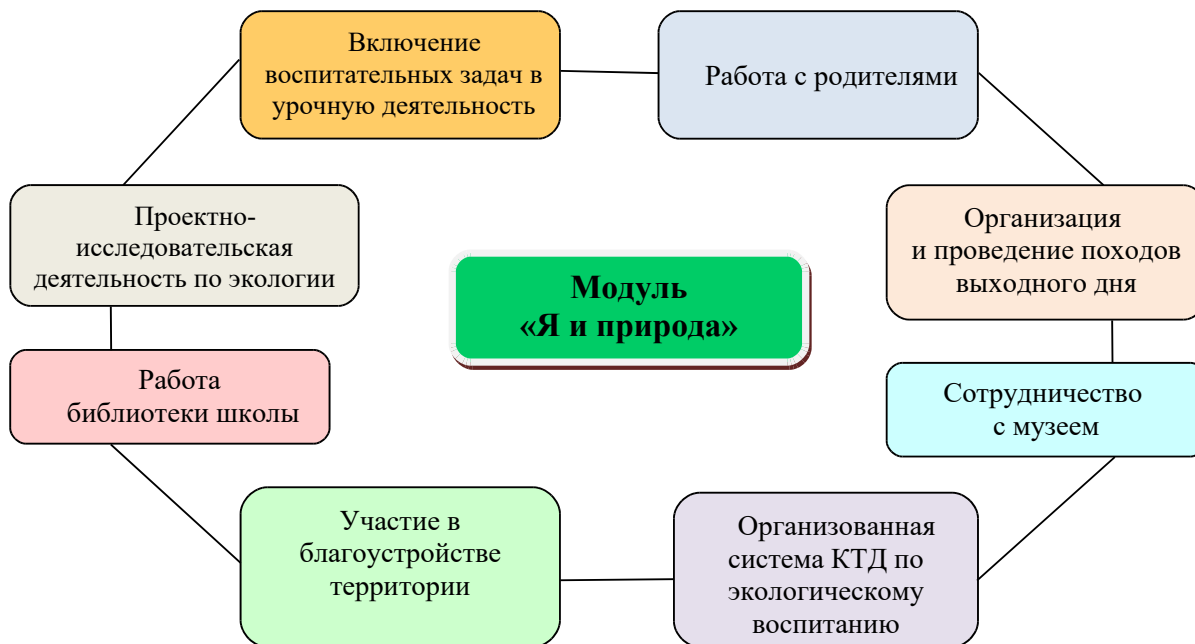 Включение
воспитательных задач в
урочную деятельность
Работа с родителями
Проектно-
исследовательская
деятельность по экологии
Организация
и проведение походов
выходного дня
Модуль
«Я и природа»
Работа
библиотеки школы
Сотрудничество
с музеем
Участие в
благоустройстве
территории
Организованная
система КТД по
экологическому
воспитанию